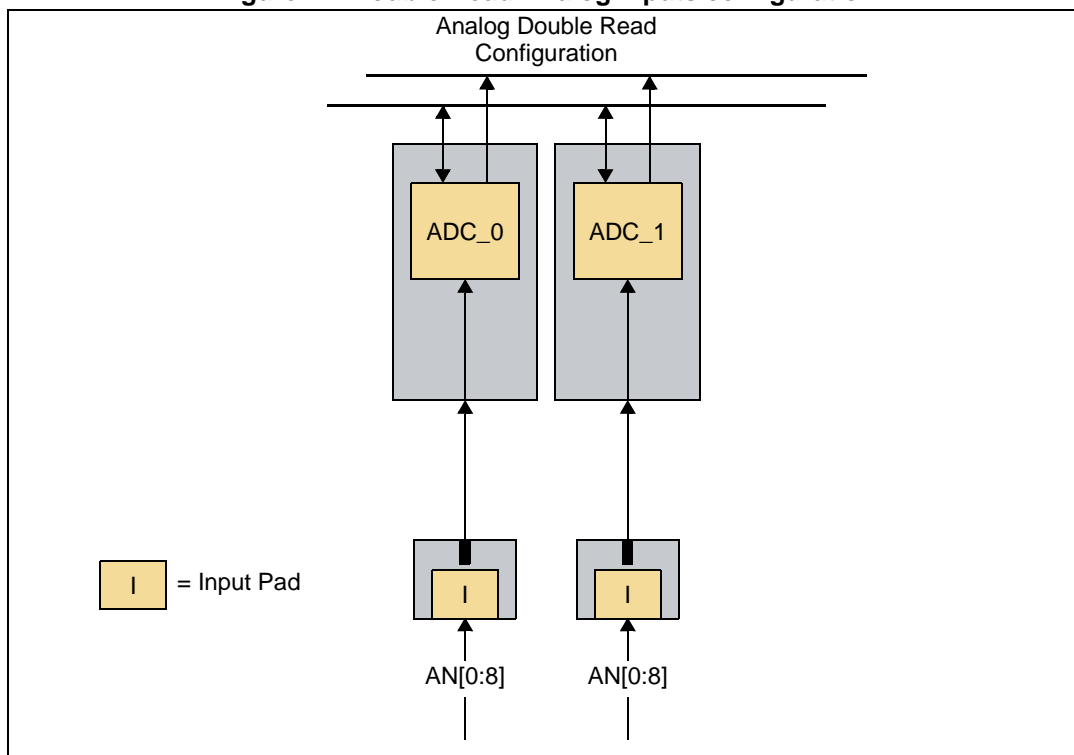 Analog Double Read
Configuration
ADC_0
ADC_1
I = Input Pad
I
I
AN[0:8]
AN[0:8]